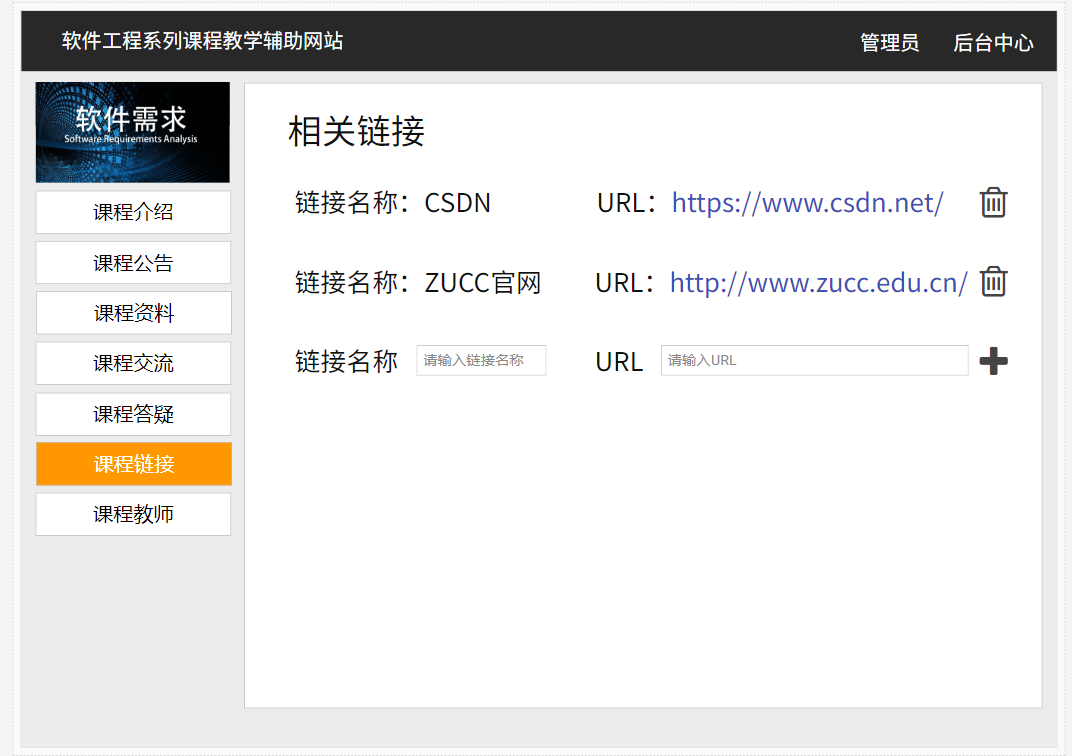 软件工程系列课程教学辅助网站 管理员 后台中心
软件需求
Software Requirements Analysis
课程介绍
课程公告
课程资料
课程交流
课程答疑
课程链接
课程教师
相关链接
链接名称：CSDN URL：https://www.csdn.net/
链接名称：ZUCC官网 URL：http://www.zucc.edu.cn/
链接名称 请输入链接名称 URL 请输入URL